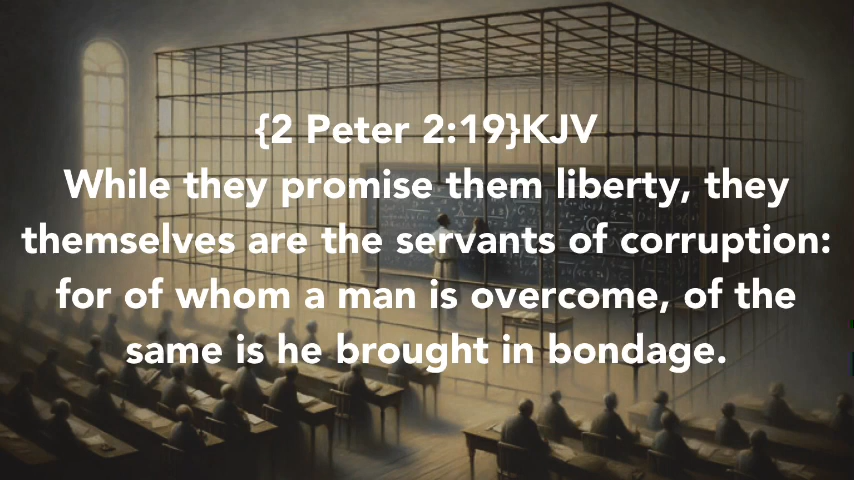 {2 Peter 2:19}KJV
While they promise them liberty, they
themselves are the servants of corruption:
for of whom a man is overcome, of the
same is he brought in bondage.